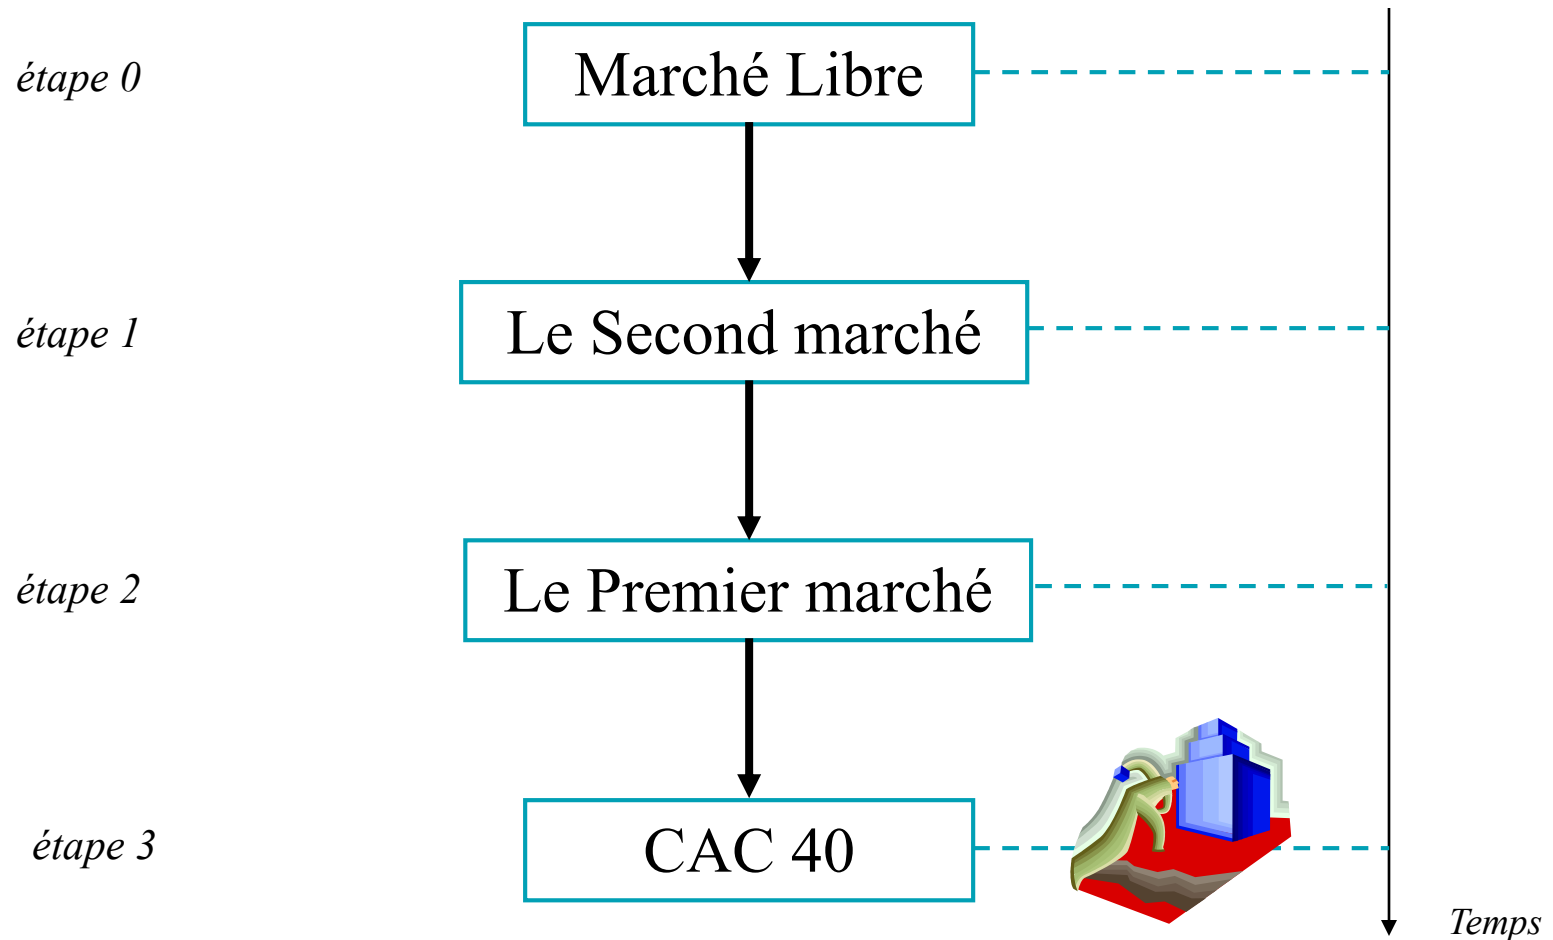 étape 0
Marché Libre
étape 1
Le Second marché
étape 2
Le Premier marché
étape 3
CAC 40
Temps